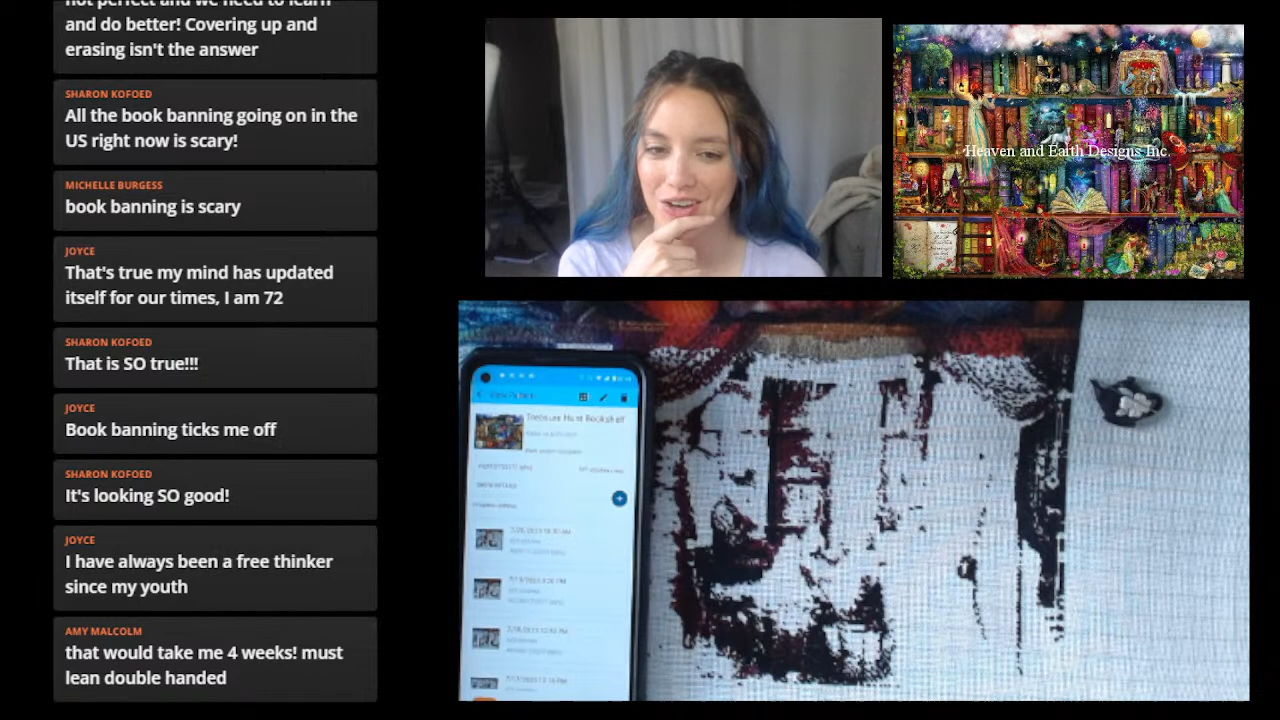 not perfect and we need to learn
and do better! Covering up and
erasing isn't the answer
SHARON KOFOED
All the book banning going on in the
US right now is scary!
MICHELLE BURGESS
book banning is scary
JOYCE
That's true my mind has updated
itself for our times, I am 72
SHARON KOFOED
That is SO true!!!
JOYCE
Book banning ticks me off
SHARON KOFOED
It's looking SO good!
JOYCE
I have always been a free thinker
since my youth
AMY MALCOLM
that would take me 4 weeks! must
lean double handed
Heaven and Earth Designs Inc.
Treasure Hunt Bookshelf